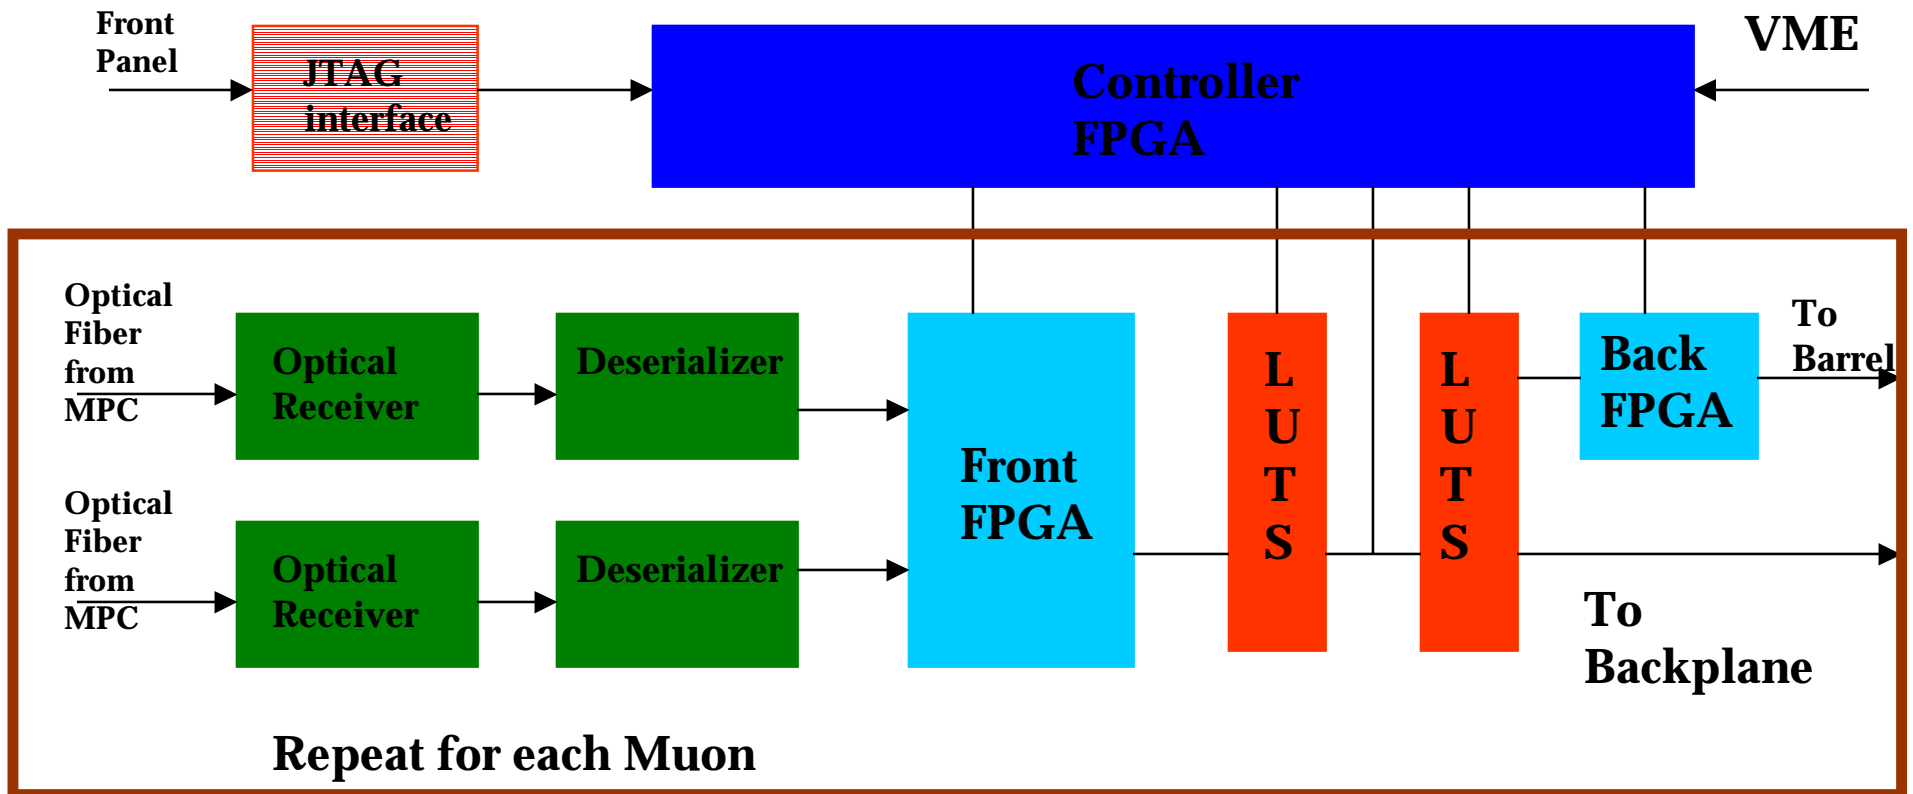 Front
Panel
JTAG
interface
Controller
FPGA
VME
Optical
Fiber
from
MPC
Optical
Receiver
Deserializer
Front
FPGA
L
U
T
S
L
U
T
S
Back
FPGA
To
Barrel
Optical
Fiber
from
MPC
Optical
Receiver
Deserializer
To
Backplane
Repeat for each Muon